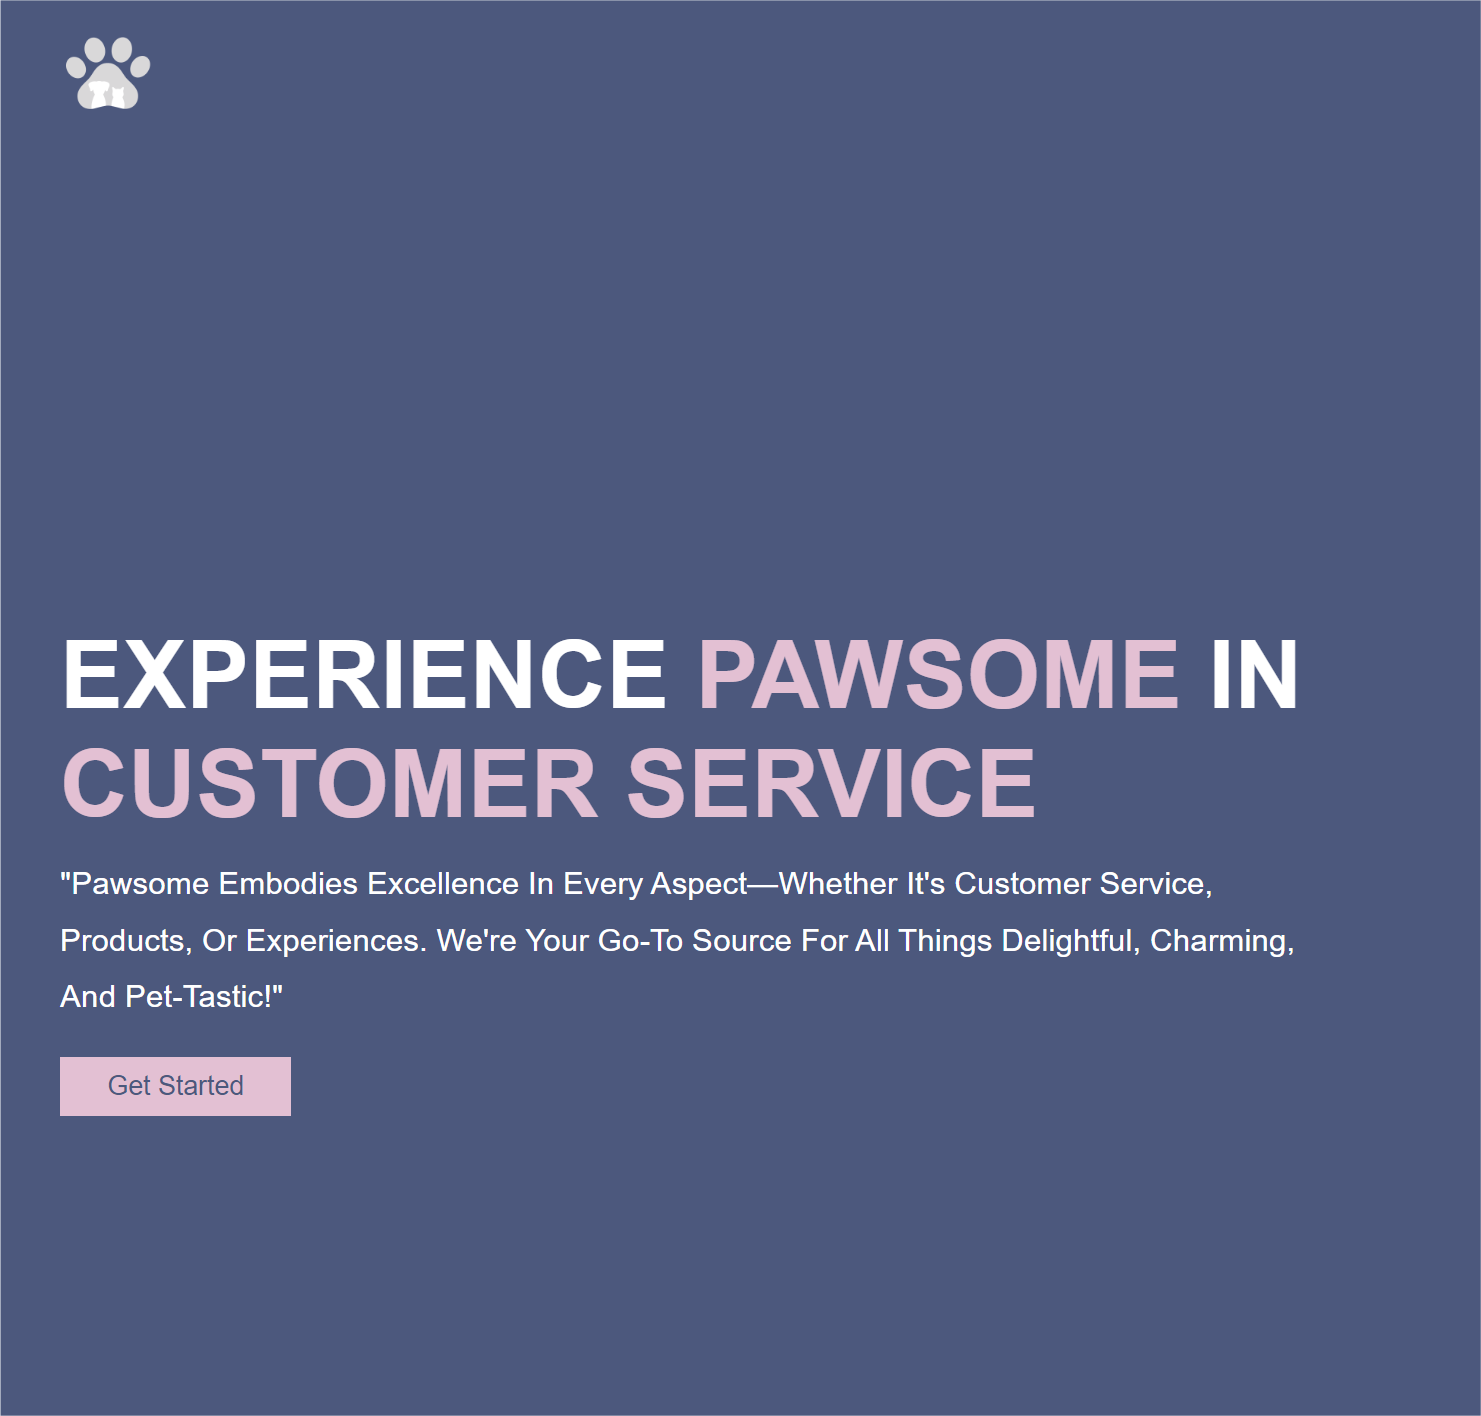 EXPERIENCE PAWSOME IN
CUSTOMER SERVICE
"Pawsome Embodies Excellence In Every Aspect—Whether It's Customer Service,
Products, Or Experiences. We're Your Go-To Source For All Things Delightful, Charming,
And Pet-Tastic!"
Get Started